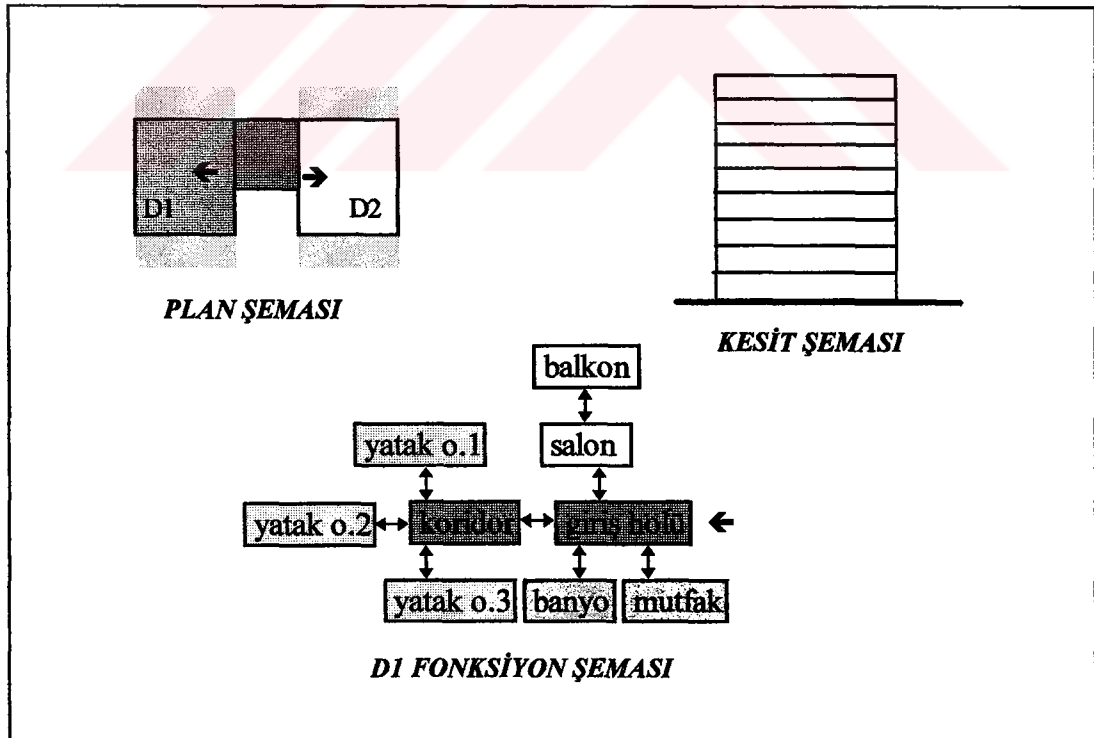 D1
D2
PLAN ŞEMASI
KESİT ŞEMASI
balkon
yatak o.1
salon
yatak o.2
koridor
giriş holü
yatak o.3
banyo
mutfak
D1 FONKSİYON ŞEMASI